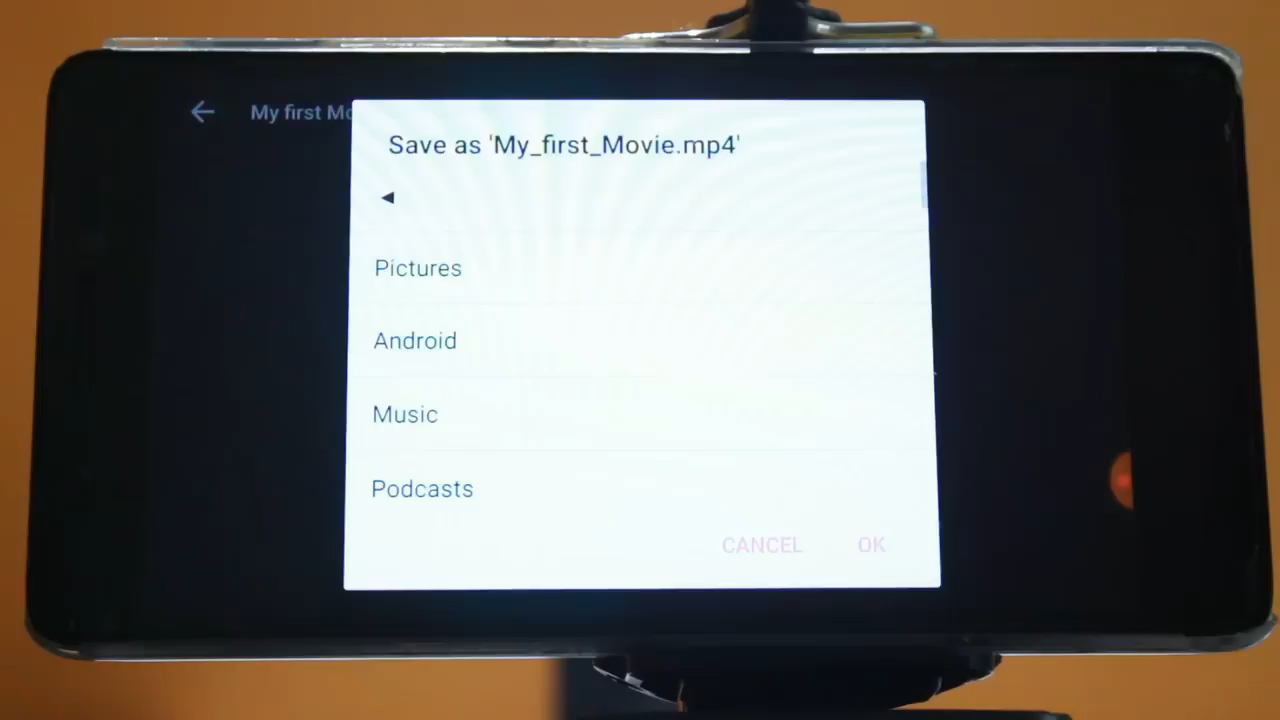 My first Mo
Save as 'My_first_Movie.mp4'
Pictures
Android
Music
Podcasts
CANCEL OK